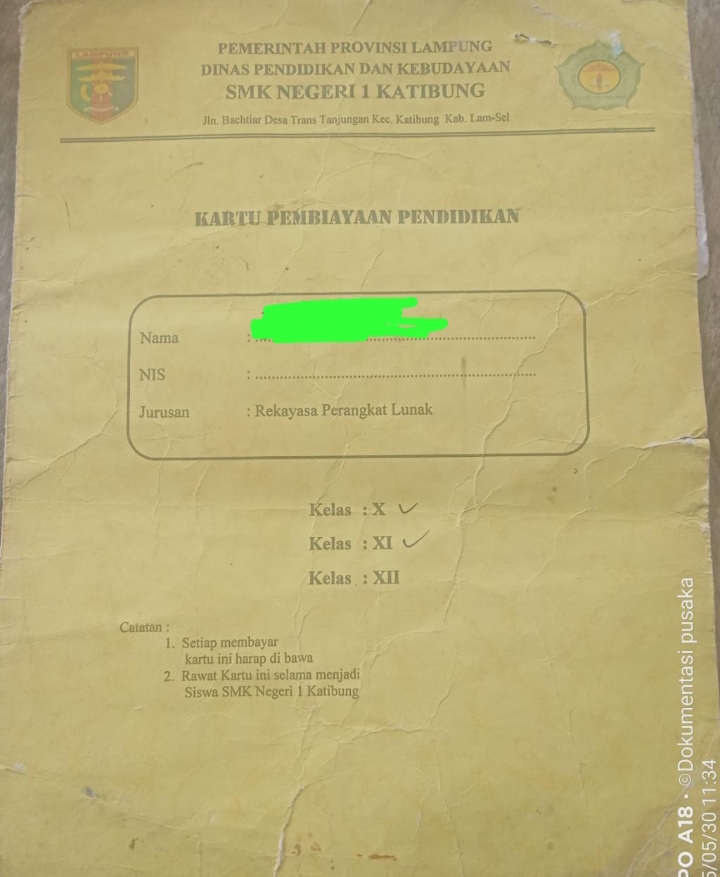 LAMPUNG
PEMERINTAH PROVINSI LAMPUNG
DINAS PENDIDIKAN DAN KEBUDAYAAN
SMK NEGERI 1 KATIBUNG
Jln. Bachtiar Desa Trans Tanjungan Kec. Katibung Kab. Lam-Sel
KARTU PEMBIAYAAN PENDIDIKAN
Nama :
NIS :
Jurusan : Rekayasa Perangkat Lunak
Kelas : X ✓
Kelas : XI ✓
Kelas : XII
Catatan :
1. Setiap membayar
kartu ini harap di bawa
2. Rawat Kartu ini selama menjadi
Siswa SMK Negeri 1 Katibung
PO A18 • ©Dokumentasi pusaka
5/05/30 11:34